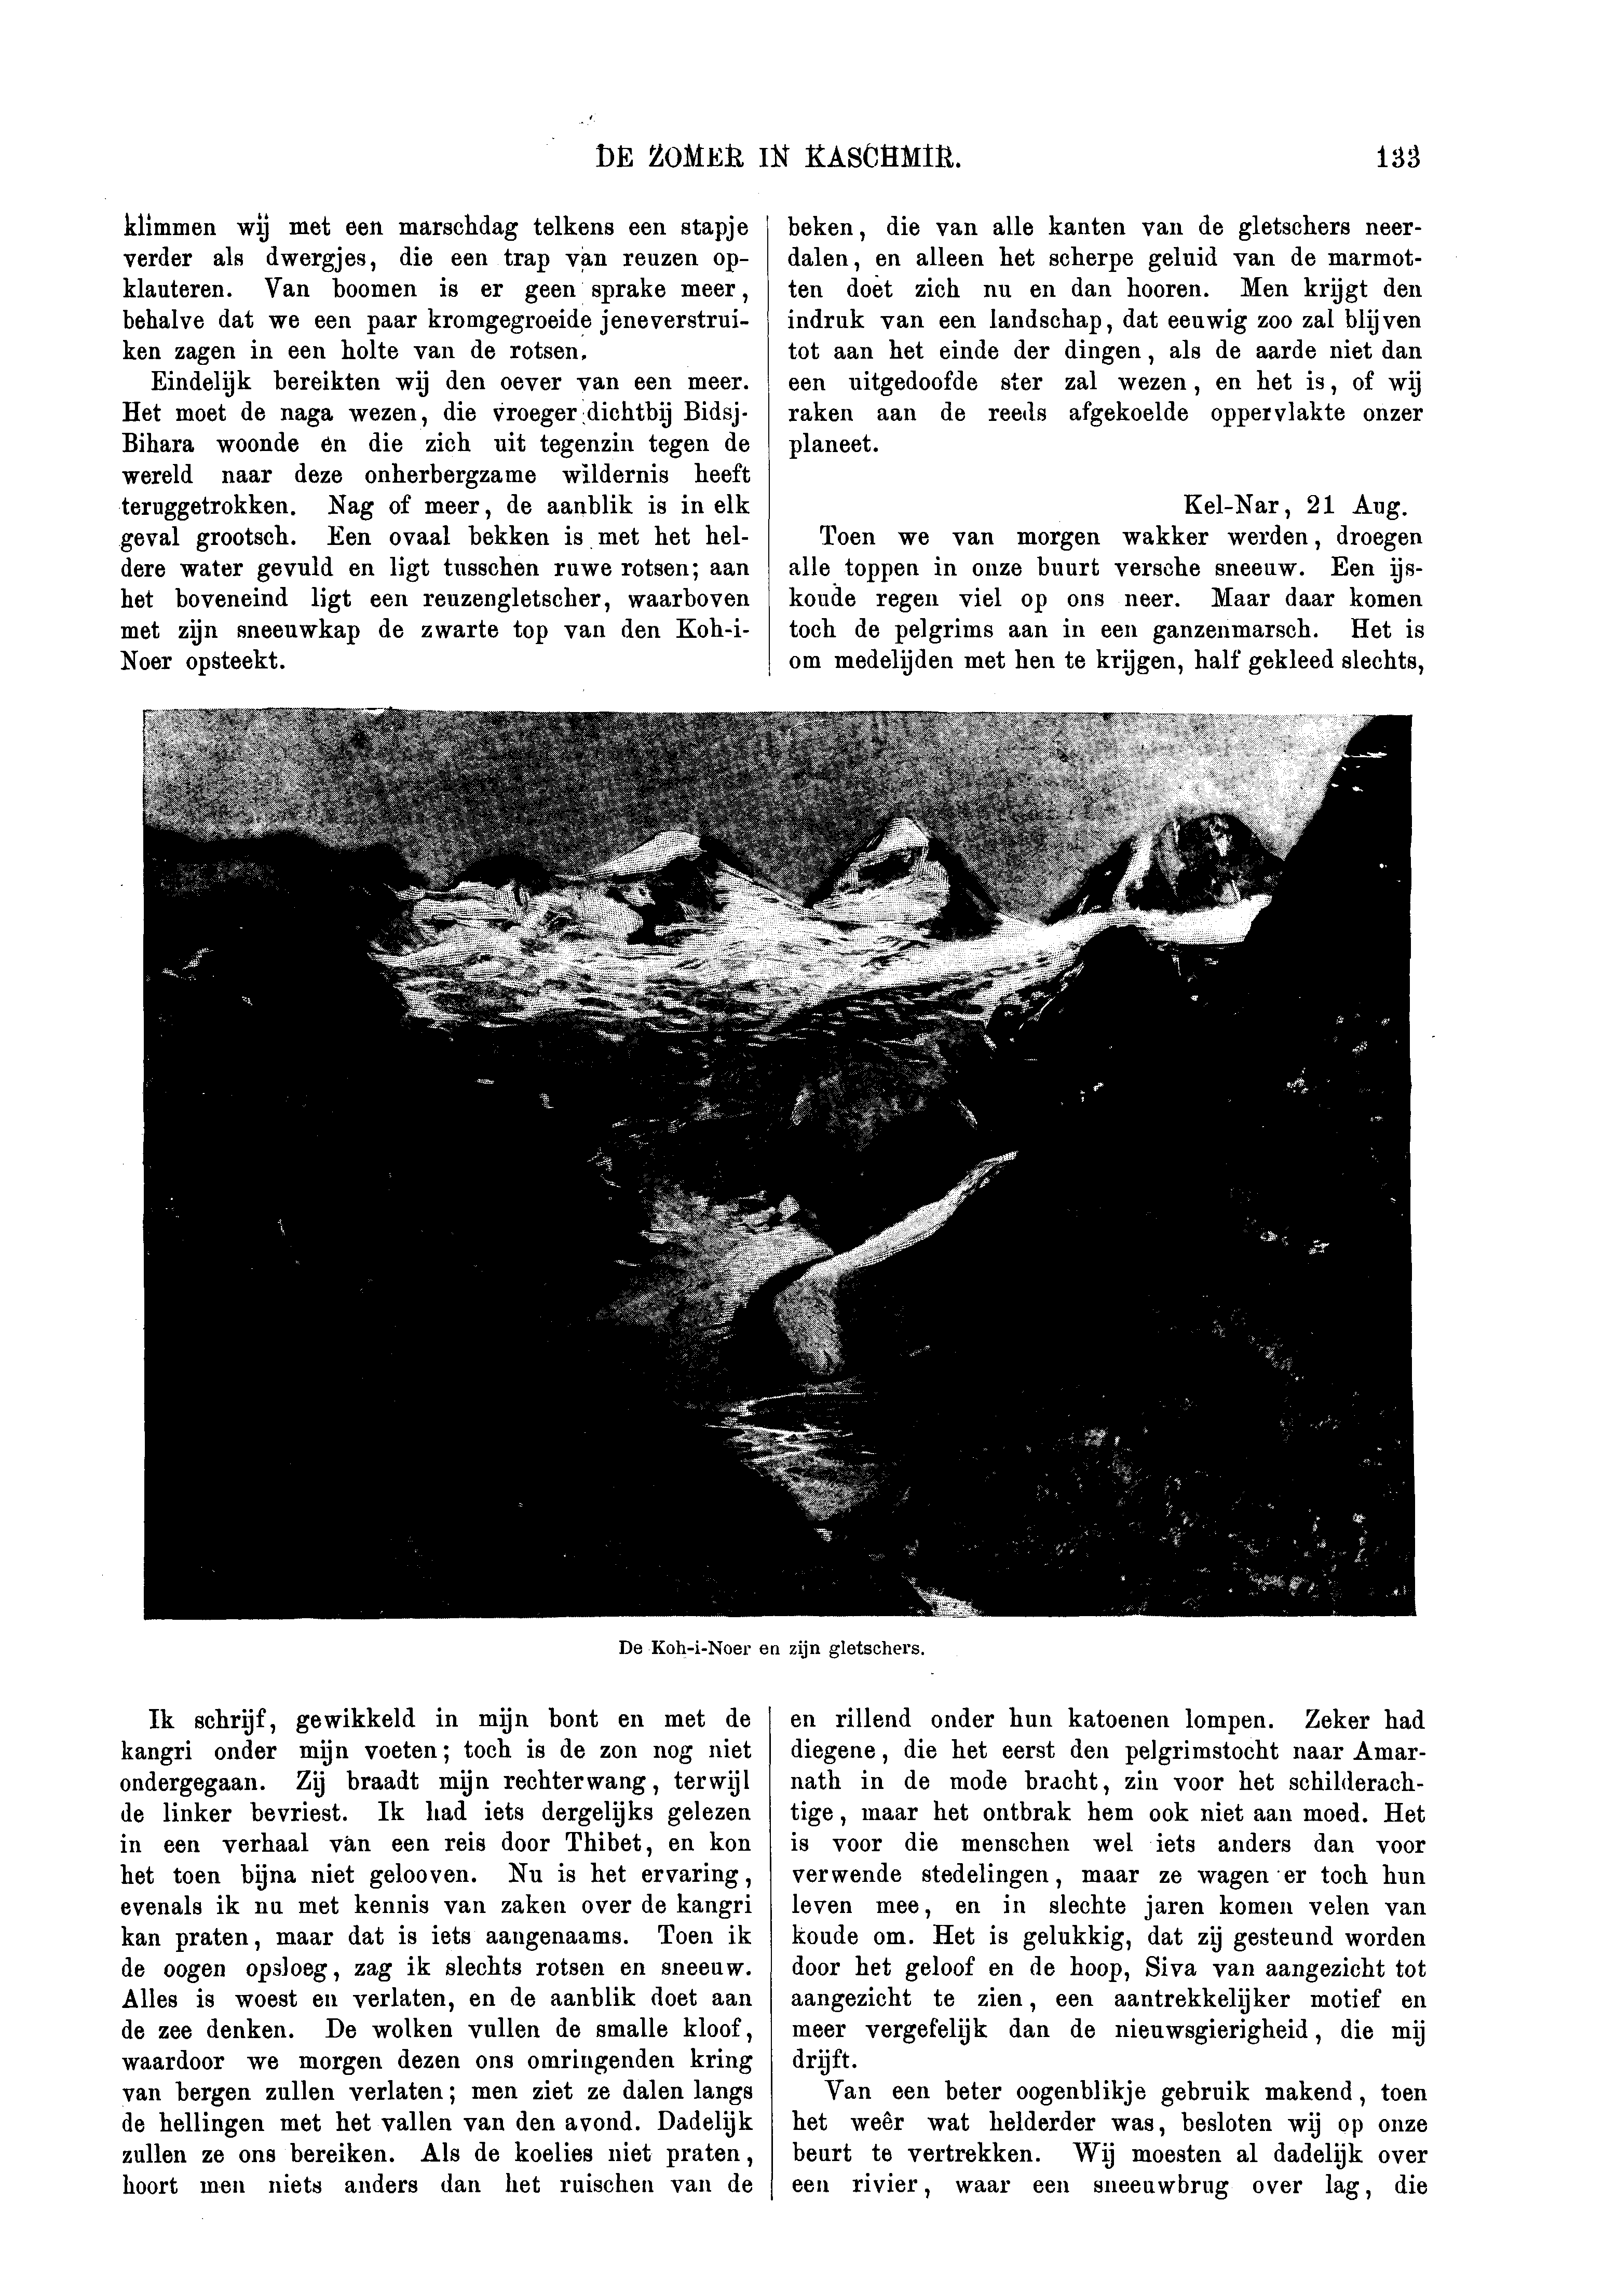 DE ZOMER IN KASCHMIR.
133
klimmen wij met een marschdag telkens een stapje
verder als dwergjes, die een trap van reuzen op-
klauteren. Van boomen is er geen sprake meer,
behalve dat we een paar kromgegroeide jeneverstrui-
ken zagen in een holte van de rotsen.
Eindelijk bereikten wij den oever van een meer.
Het moet de naga wezen, die vroeger dichtbij Bidsj-
Bihara woonde en die zich uit tegenzin tegen de
wereld naar deze onherbergzame wildernis heeft
teruggetrokken. Nag of meer, de aanblik is in elk
geval grootsch. Een ovaal bekken is met het hel-
dere water gevuld en ligt tusschen ruwe rotsen; aan
het boveneind ligt een reuzengletscher, waarboven
met zijn sneeuwkap de zwarte top van den Koh-i-
Noer opsteekt.
De Koh-i-Noer en zijn gletschers.
Ik schrijf, gewikkeld in mijn bont en met de
kangri onder mijn voeten; toch is de zon nog niet
ondergegaan. Zij braadt mijn rechterwang, terwijl
de linker bevriest. Ik had iets dergelijks gelezen
in een verhaal van een reis door Thibet, en kon
het toen bijna niet gelooven. Nu is het ervaring,
evenals ik nu met kennis van zaken over de kangri
kan praten, maar dat is iets aangenaams. Toen ik
de oogen opsloeg, zag ik slechts rotsen en sneeuw.
Alles is woest en verlaten, en de aanblik doet aan
de zee denken. De wolken vullen de smalle kloof,
waardoor we morgen dezen ons omringenden kring
van bergen zullen verlaten; men ziet ze dalen langs
de hellingen met het vallen van den avond. Dadelijk
zullen ze ons bereiken. Als de koelies niet praten,
hoort men niets anders dan het ruischen van de
beken, die van alle kanten van de gletschers neer-
dalen, en alleen het scherpe geluid van de marmot-
ten doet zich nu en dan hooren. Men krijgt den
indruk van een landschap, dat eeuwig zoo zal blijven
tot aan het einde der dingen, als de aarde niet dan
een uitgedoofde ster zal wezen, en het is, of wij
raken aan de reeds afgekoelde oppervlakte onzer
planeet.
Kel-Nar, 21 Aug.
Toen we van morgen wakker werden, droegen
alle toppen in onze buurt versche sneeuw. Een ijs-
koude regen viel op ons neer. Maar daar komen
toch de pelgrims aan in een ganzenmarsch. Het is
om medelijden met hen te krijgen, half gekleed slechts,
en rillend onder hun katoenen lompen. Zeker had
diegene, die het eerst den pelgrimstocht naar Amar-
nath in de mode bracht, zin voor het schilderach-
tige, maar het ontbrak hem ook niet aan moed. Het
is voor die menschen wel iets anders dan voor
verwende stedelingen, maar ze wagen er toch hun
leven mee, en in slechte jaren komen velen van
koude om. Het is gelukkig, dat zij gesteund worden
door het geloof en de hoop, Siva van aangezicht tot
aangezicht te zien, een aantrekkelijker motief en
meer vergefelijk dan de nieuwsgierigheid, die mij
drijft.
Van een beter oogenblikje gebruik makend, toen
het weêr wat helderder was, besloten wij op onze
beurt te vertrekken. Wij moesten al dadelijk over
een rivier, waar een sneeuwbrug over lag, die